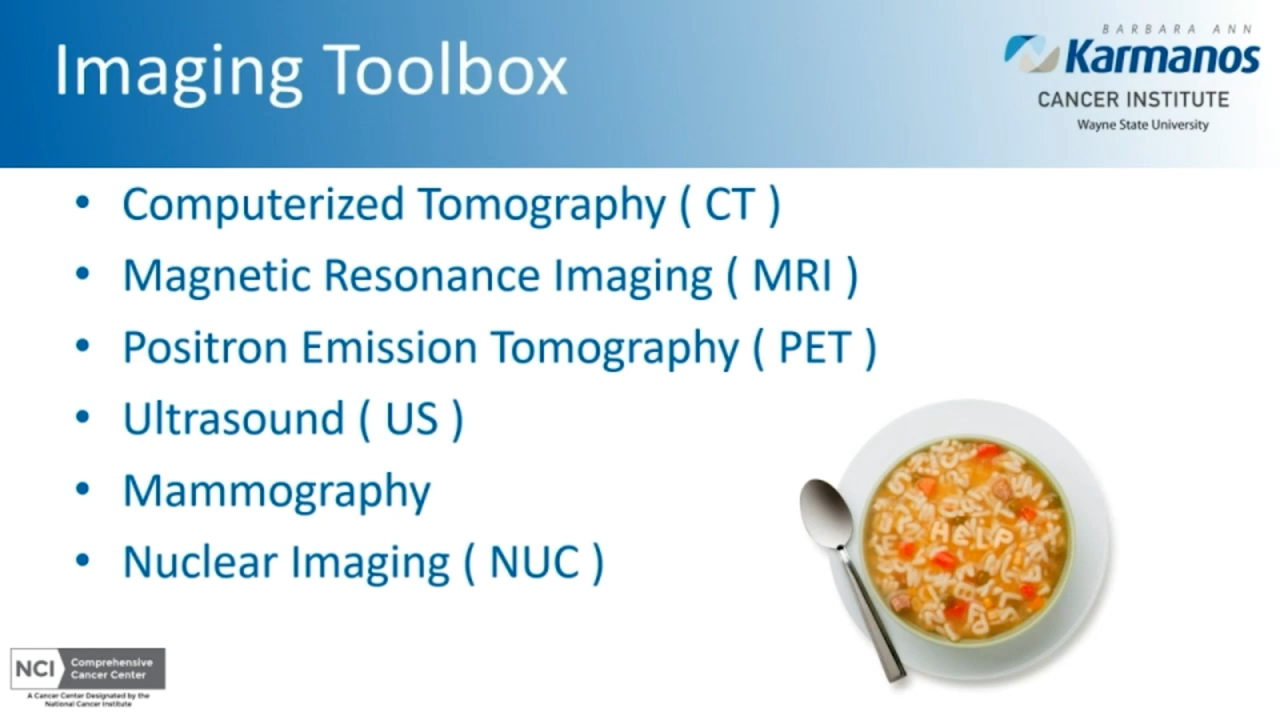 Imaging Toolbox
BARBARA ANN
Karmanos
CANCER INSTITUTE
Wayne State University
• Computerized Tomography ( CT )
• Magnetic Resonance Imaging ( MRI )
• Positron Emission Tomography ( PET )
• Ultrasound ( US )
• Mammography
• Nuclear Imaging ( NUC )
HELP
NCI
Comprehensive
Cancer Center
A Cancer Center Designated by the
National Cancer Institute